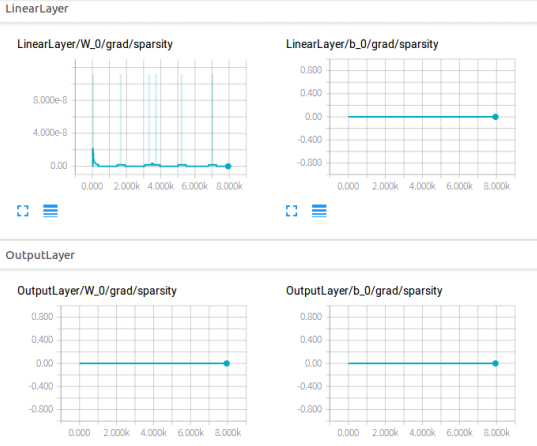 LinearLayer
LinearLayer/W_0/grad/sparsity
LinearLayer/b_0/grad/sparsity
8.000e-8
4.000e-8
0.00
0.000 2.000k 4.000k 6.000k 8.000k
0.800
0.400
0.00
-0.400
-0.800
0.000 2.000k 4.000k 6.000k 8.000k
OutputLayer
OutputLayer/W_0/grad/sparsity
OutputLayer/b_0/grad/sparsity
0.800
0.400
0.00
-0.400
-0.800
0.000 2.000k 4.000k 6.000k 8.000k
0.800
0.400
0.00
-0.400
-0.800
0.000 2.000k 4.000k 6.000k 8.000k